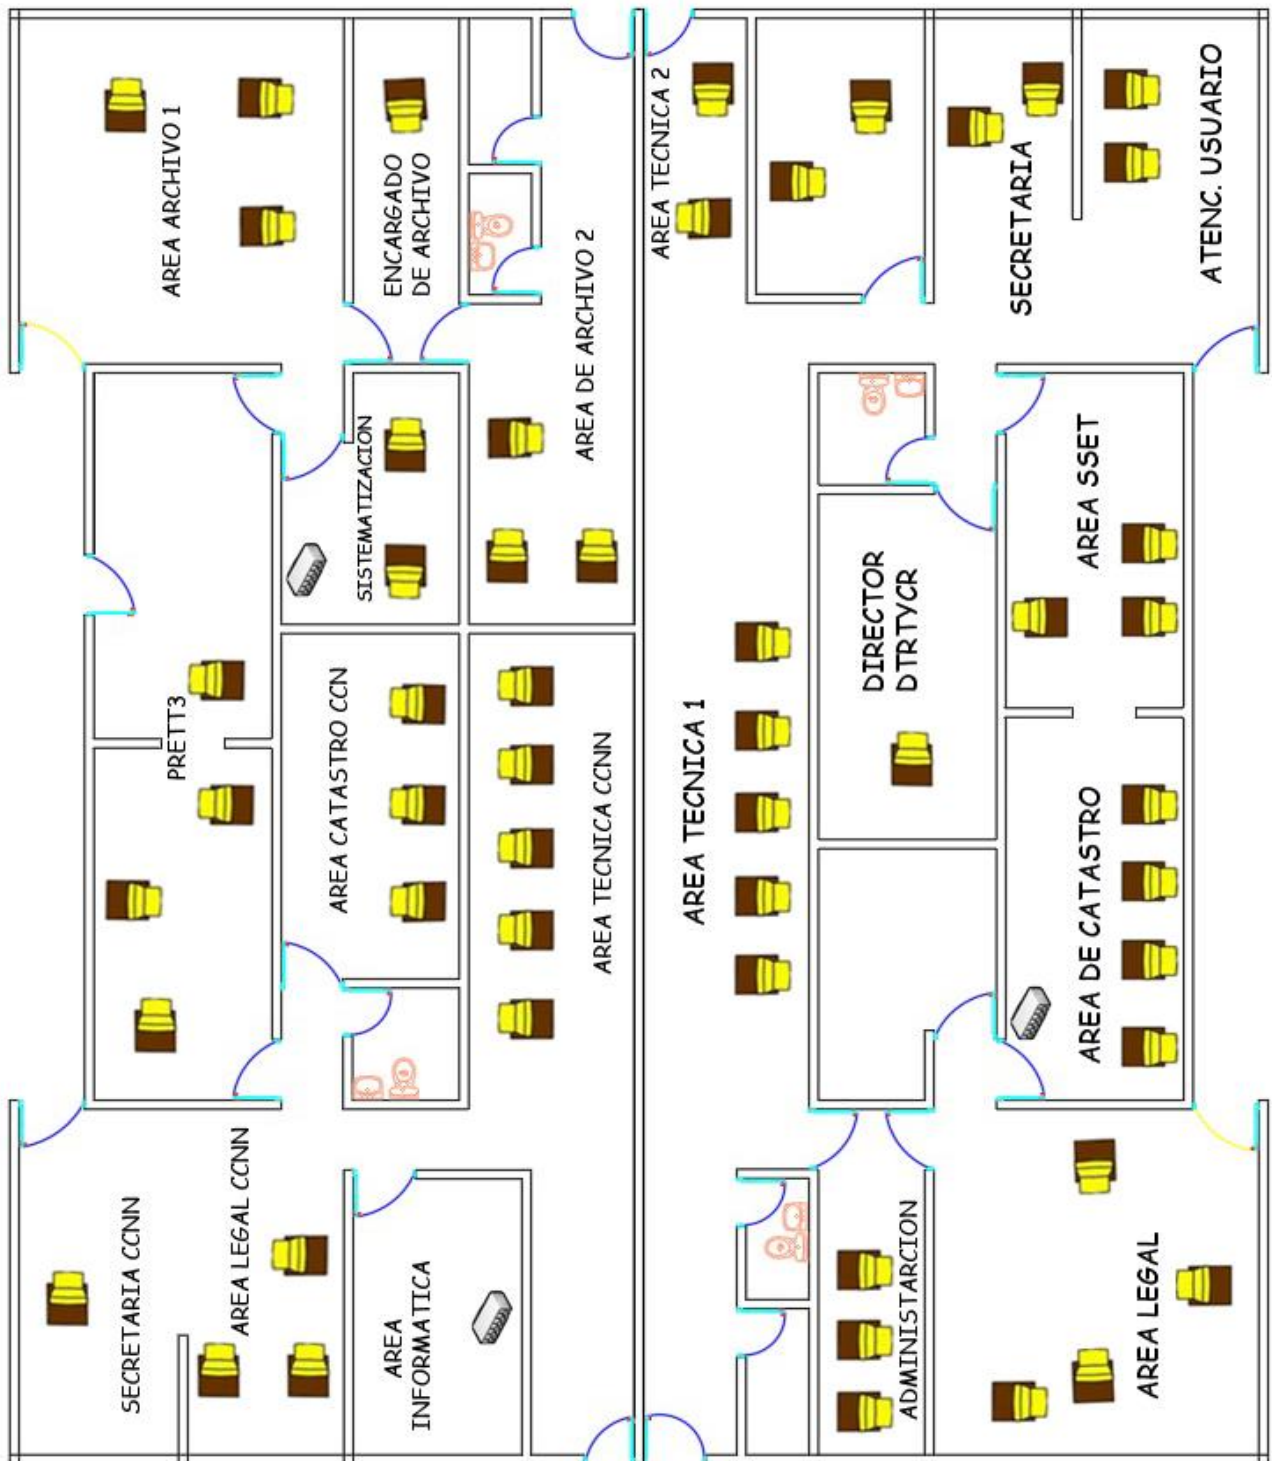 AREA ARCHIVO 1
ENCARGADO
DE ARCHIVO
AREA DE ARCHIVO 2
AREA TECNICA 2
SECRETARIA
ATENC. USUARIO
SISTEMATIZACION
AREA SSET
DIRECTOR
DTRTYCR
PRETT3
AREA CATASTRO CCN
AREA TECNICA CCNN
AREA TECNICA 1
AREA DE CATASTRO
SECRETARIA CCNN
AREA LEGAL CCNN
AREA
INFORMATICA
ADMINISTARCION
AREA LEGAL